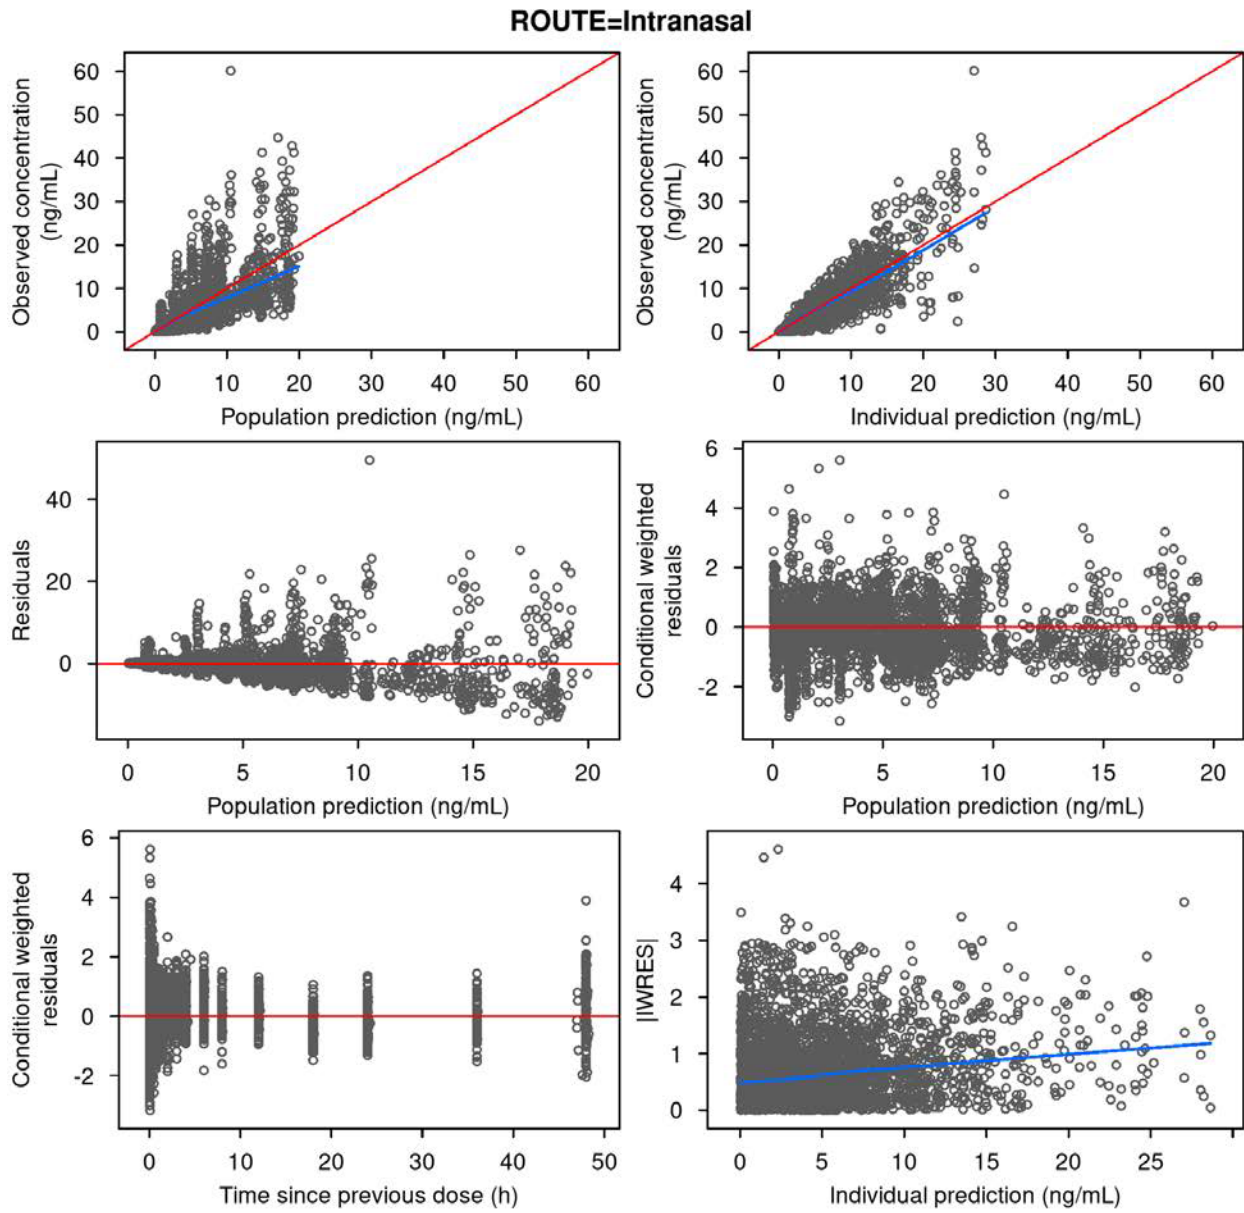 ROUTE=Intranasal
Observed concentration
(ng/mL)
60
50
40
30
20
10
0
0 10 20 30 40 50 60
Population prediction (ng/mL)
Observed concentration
(ng/mL)
60
50
40
30
20
10
0
0 10 20 30 40 50 60
Individual prediction (ng/mL)
Residuals
40
20
0
0 5 10 15 20
Population prediction (ng/mL)
Conditional weighted
residuals
6
4
2
0
-2
0 5 10 15 20
Population prediction (ng/mL)
Conditional weighted
residuals
6
4
2
0
-2
0 10 20 30 40 50
Time since previous dose (h)
|IWRES|
4
3
2
1
0
0 5 10 15 20 25
Individual prediction (ng/mL)